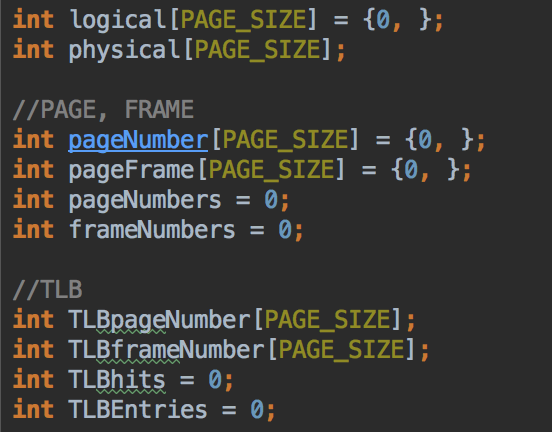 int logical[PAGE_SIZE] = {0, };
int physical[PAGE_SIZE];
//PAGE, FRAME
int pageNumber[PAGE_SIZE] = {0, };
int pageFrame[PAGE_SIZE] = {0, };
int pageNumbers = 0;
int frameNumbers = 0;
//TLB
int TLBpageNumber[PAGE_SIZE];
int TLBframeNumber[PAGE_SIZE];
int TLBhits = 0;
int TLBEntries = 0;